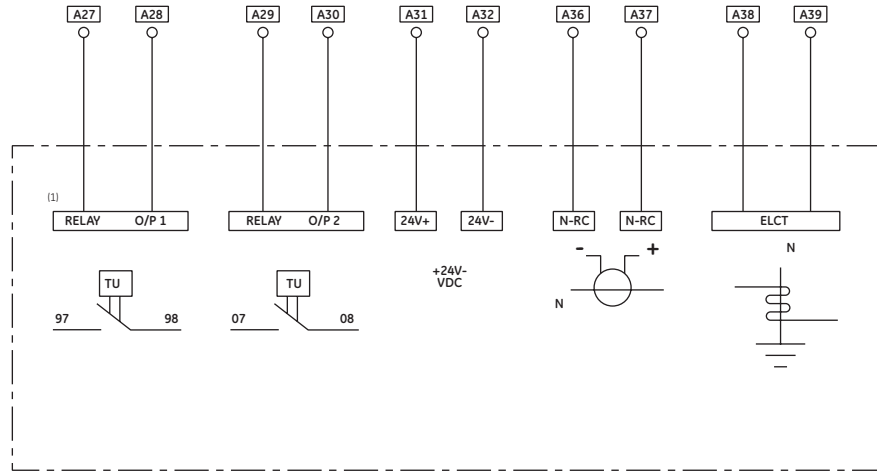 A27 A28 A29 A30 A31 A32 A36 A37 A38 A39
(1)
RELAY O/P 1 RELAY O/P 2 24V+ 24V- N-RC N-RC ELCT
- + N
TU TU +24V-
VDC
N
97 98 07 08